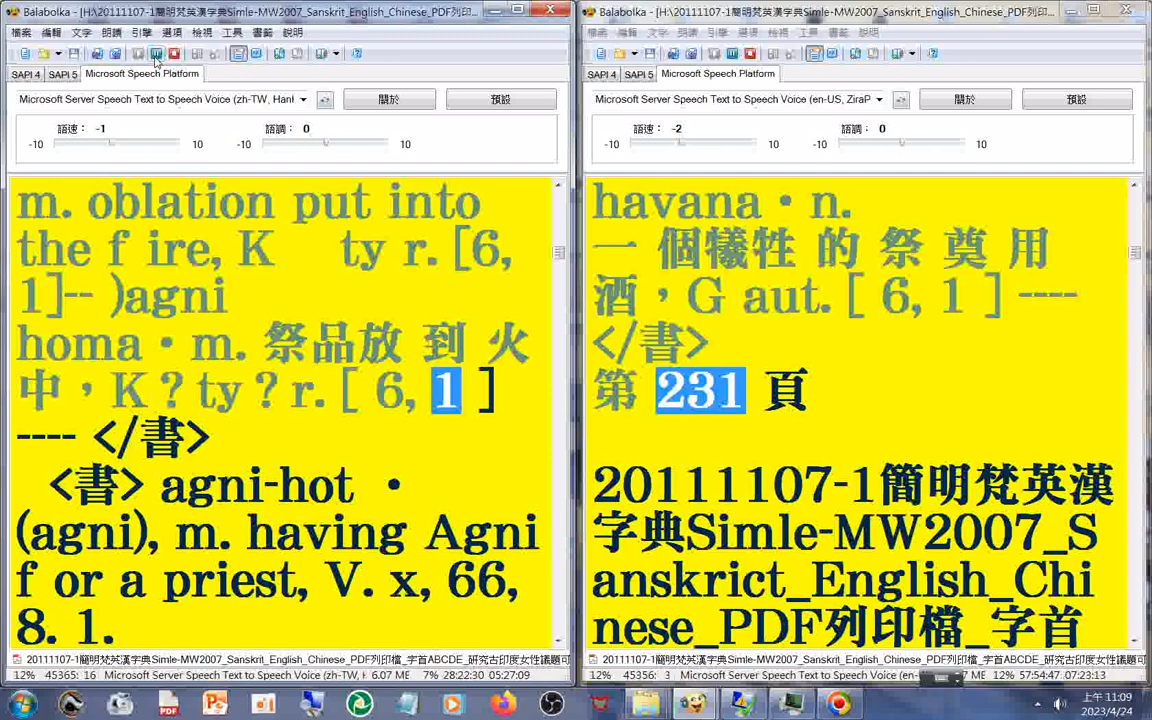 Balabolka - [H:\20111107-1簡明梵英漢字典Simle-MW2007_Sanskrit_English_Chinese_PDF列印...
檔案 編輯 文字 朗讀 引擎 選項 檢視 工具 書籤 說明
SAPI 4 SAPI 5 Microsoft Speech Platform
Microsoft Server Speech Text to Speech Voice (zh-TW, Hanl
關於 預設
語速： -1 語調： 0
-10 10 -10 10
m. oblation put into
the f ire, K ty r. [6,
1]-- )agni
homa・m. 祭品放 到 火
中，K？ty？r. [ 6, 1 ]
---- </書>
<書> agni-hot ・
(agni), m. having Agni
f or a priest, V. x, 66,
8. 1.
20111107-1簡明梵英漢字典Simle-MW2007_Sanskrit_English_Chinese_PDF列印檔_字首ABCDE_研究古印度女性議題可
12% 45365: 16 Microsoft Server Speech Text to Speech Voice (zh-TW, H 6.07 MB 7% 28:22:30 05:27:09
Balabolka - [H:\20111107-1簡明梵英漢字典Simle-MW2007_Sanskrit_English_Chinese_PDF列印...
檔案 編輯 文字 朗讀 引擎 選項 檢視 工具 書籤 說明
SAPI 4 SAPI 5 Microsoft Speech Platform
Microsoft Server Speech Text to Speech Voice (en-US, ZiraP
關於 預設
語速： -2 語調： 0
-10 10 -10 10
havana・n.
一 個犧牲 的 祭 奠 用
酒，G aut. [ 6, 1 ] ----
</書>
第 231 頁
20111107-1簡明梵英漢
字典Simle-MW2007_S
anskrict_English_Chi
nese_PDF列印檔_字首
20111107-1簡明梵英漢字典Simle-MW2007_Sanskrit_English_Chinese_PDF列印檔_字首ABCDE_研究古印度女性議題可
12% 45536: 3 Microsoft Server Speech Text to Speech Voice (en- 12% 57:54:47 07:23:13
上午 11:09
2023/4/24